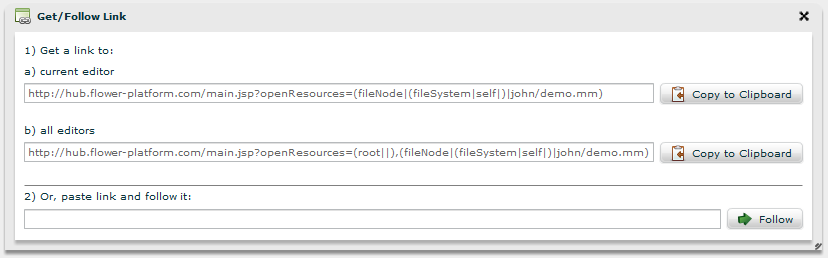 Get/Follow Link
1) Get a link to:
a) current editor
http://hub.flower-platform.com/main.jsp?openResources=(fileNode|(fileSystem|self|)|john/demo.mm)
Copy to Clipboard
b) all editors
http://hub.flower-platform.com/main.jsp?openResources=(root||),(fileNode|(fileSystem|self|)|john/demo.mm)
Copy to Clipboard
2) Or, paste link and follow it:
Follow